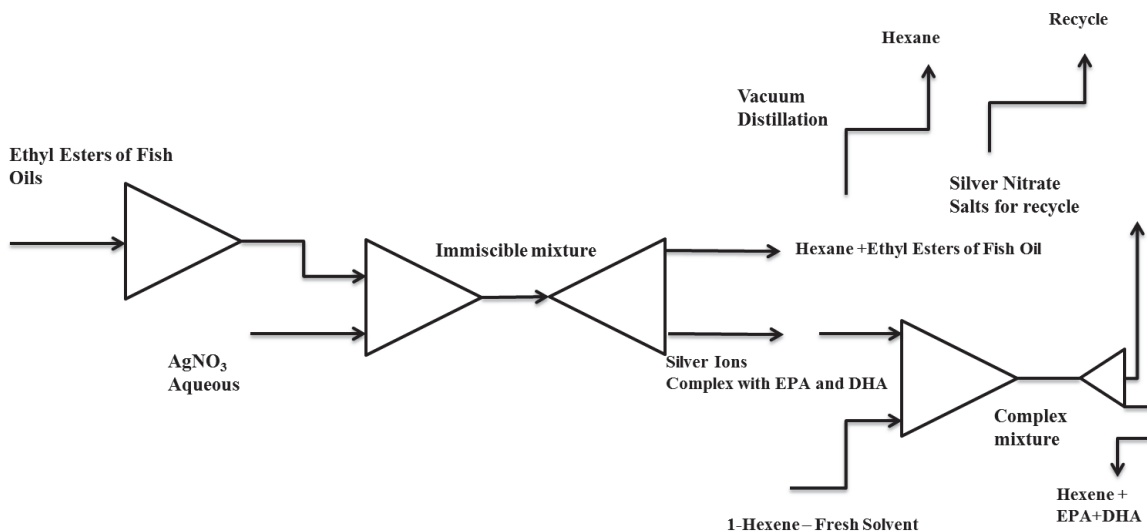 Recycle
Hexane
Vacuum
Distillation
Ethyl Esters of Fish
Oils
Silver Nitrate
Salts for recycle
Immiscible mixture
Hexane +Ethyl Esters of Fish Oil
AgNO₃
Aqueous
Silver Ions
Complex with EPA and DHA
Complex
mixture
1-Hexene – Fresh Solvent
Hexene +
EPA+DHA